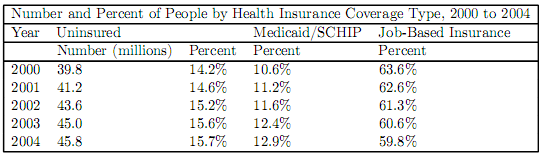 Number and Percent of People by Health Insurance Coverage Type, 2000 to 2004
Year Uninsured Medicaid/SCHIP Job-Based Insurance
Number (millions) Percent Percent Percent
2000 39.8 14.2% 10.6% 63.6%
2001 41.2 14.6% 11.2% 62.6%
2002 43.6 15.2% 11.6% 61.3%
2003 45.0 15.6% 12.4% 60.6%
2004 45.8 15.7% 12.9% 59.8%